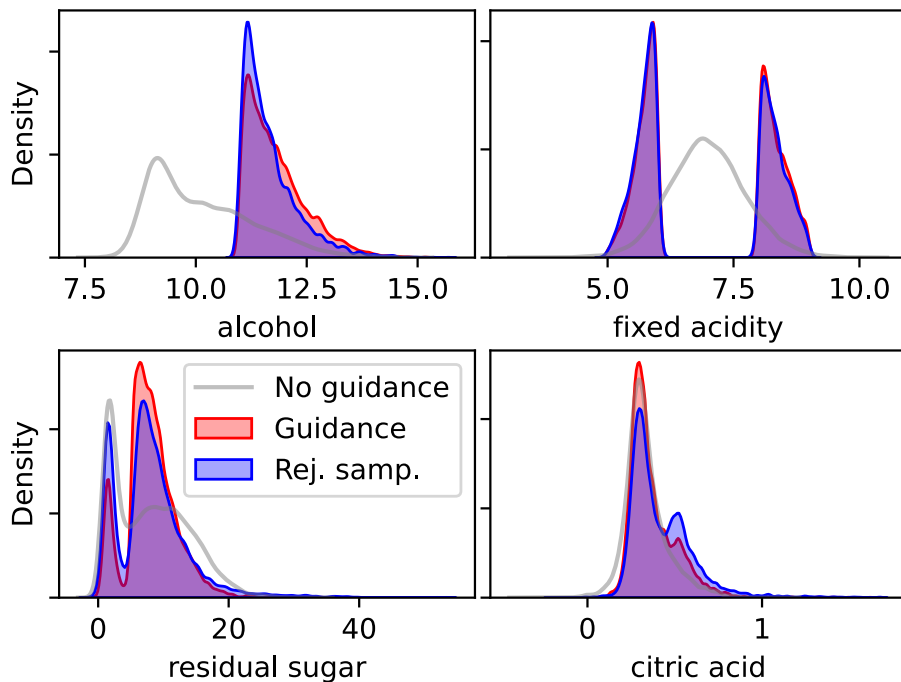 Density
7.5 10.0 12.5 15.0
alcohol
5.0 7.5 10.0
fixed acidity
Density
No guidance
Guidance
Rej. samp.
0 20 40
residual sugar
0 1
citric acid